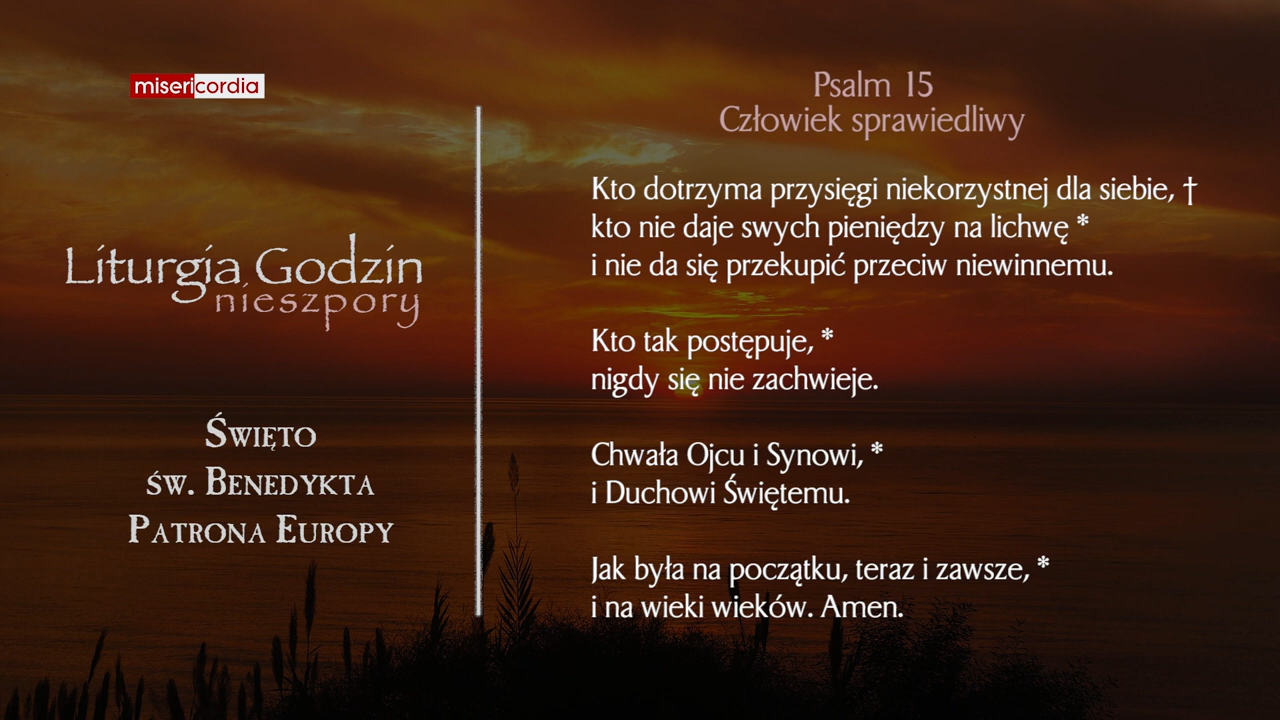 misericordia
Liturgia Godzin
nieszpory
Święto
św. Benedykta
Patrona Europy
Psalm 15
Człowiek sprawiedliwy
Kto dotrzyma przysięgi niekorzystnej dla siebie, †
kto nie daje swych pieniędzy na lichwę *
i nie da się przekupić przeciw niewinnemu.
Kto tak postępuje, *
nigdy się nie zachwieje.
Chwała Ojcu i Synowi, *
i Duchowi Świętemu.
Jak była na początku, teraz i zawsze, *
i na wieki wieków. Amen.